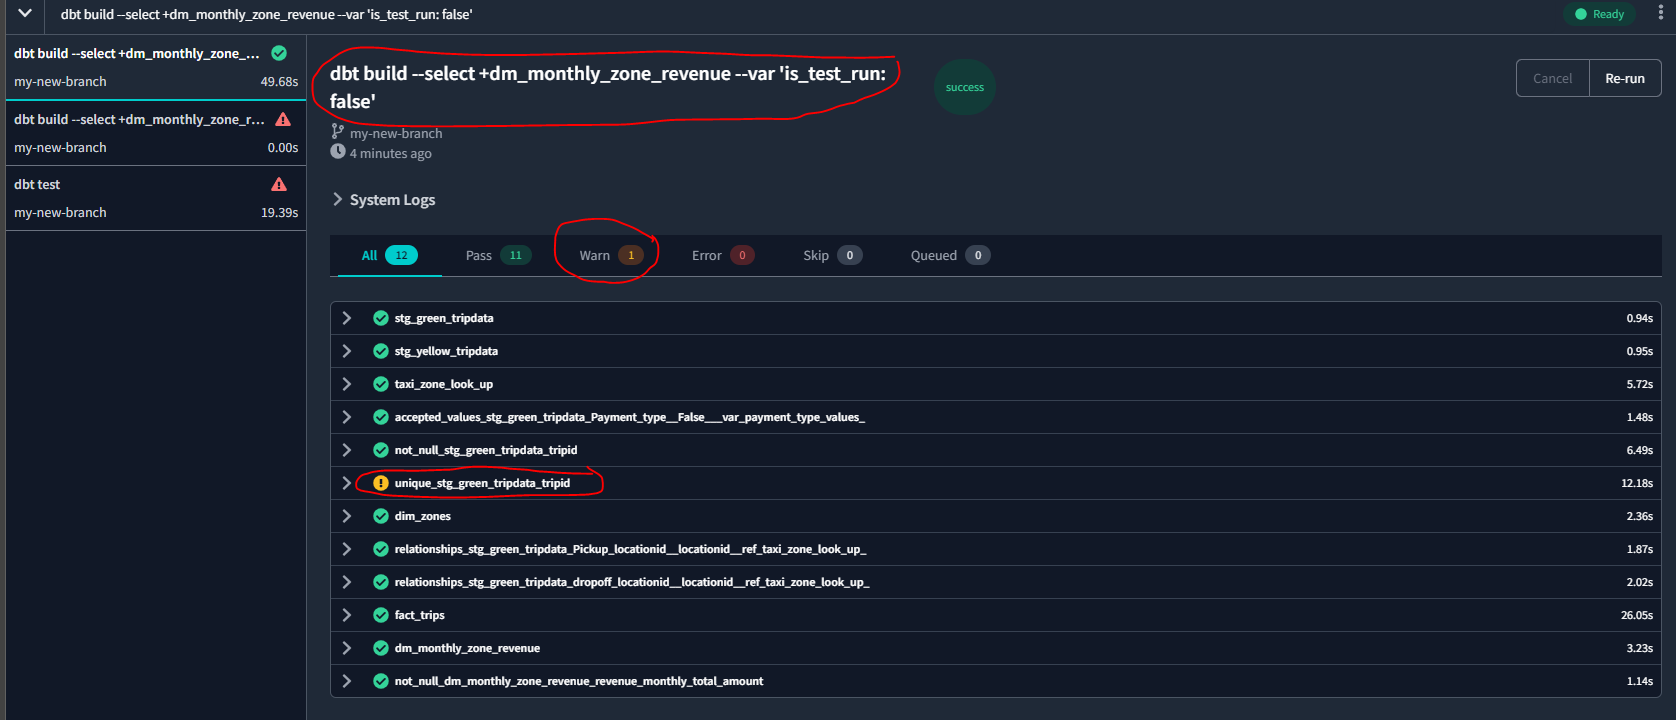 dbt build --select +dm_monthly_zone_revenue --var 'is_test_run: false'
Ready
dbt build --select +dm_monthly_zone_...
my-new-branch 49.68s
dbt build --select +dm_monthly_zone_r...
my-new-branch 0.00s
dbt test
my-new-branch 19.39s
dbt build --select +dm_monthly_zone_revenue --var 'is_test_run:
false'
success
Cancel Re-run
my-new-branch
4 minutes ago
System Logs
All 12 Pass 11 Warn 1 Error 0 Skip 0 Queued 0
stg_green_tripdata 0.94s
stg_yellow_tripdata 0.95s
taxi_zone_look_up 5.72s
accepted_values_stg_green_tripdata_Payment_type__False___var_payment_type_values_ 1.48s
not_null_stg_green_tripdata_tripid 6.49s
unique_stg_green_tripdata_tripid 12.18s
dim_zones 2.36s
relationships_stg_green_tripdata_Pickup_locationid__locationid__ref_taxi_zone_look_up_ 1.87s
relationships_stg_green_tripdata_dropoff_locationid__locationid__ref_taxi_zone_look_up_ 2.02s
fact_trips 26.05s
dm_monthly_zone_revenue 3.23s
not_null_dm_monthly_zone_revenue_revenue_monthly_total_amount 1.14s